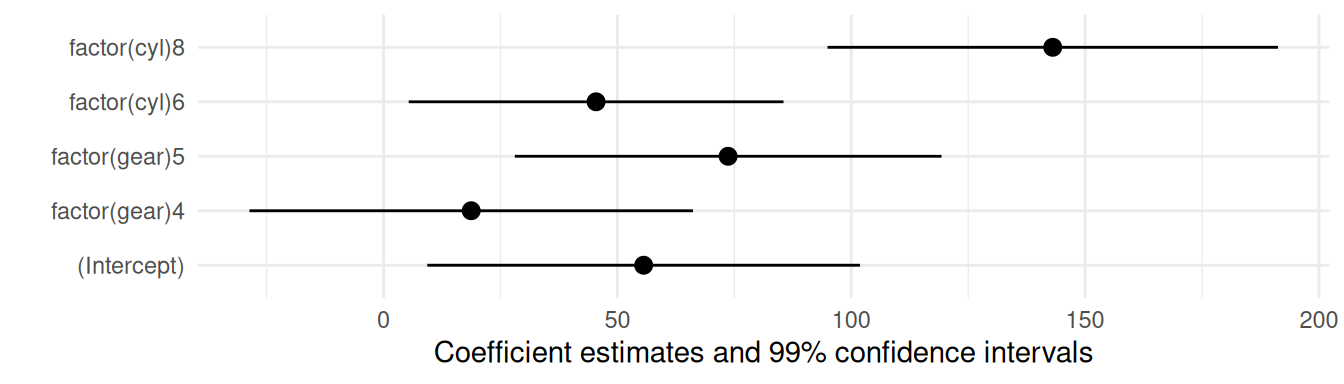 factor(cyl)8
factor(cyl)6
factor(gear)5
factor(gear)4
(Intercept)
0 50 100 150 200
Coefficient estimates and 99% confidence intervals